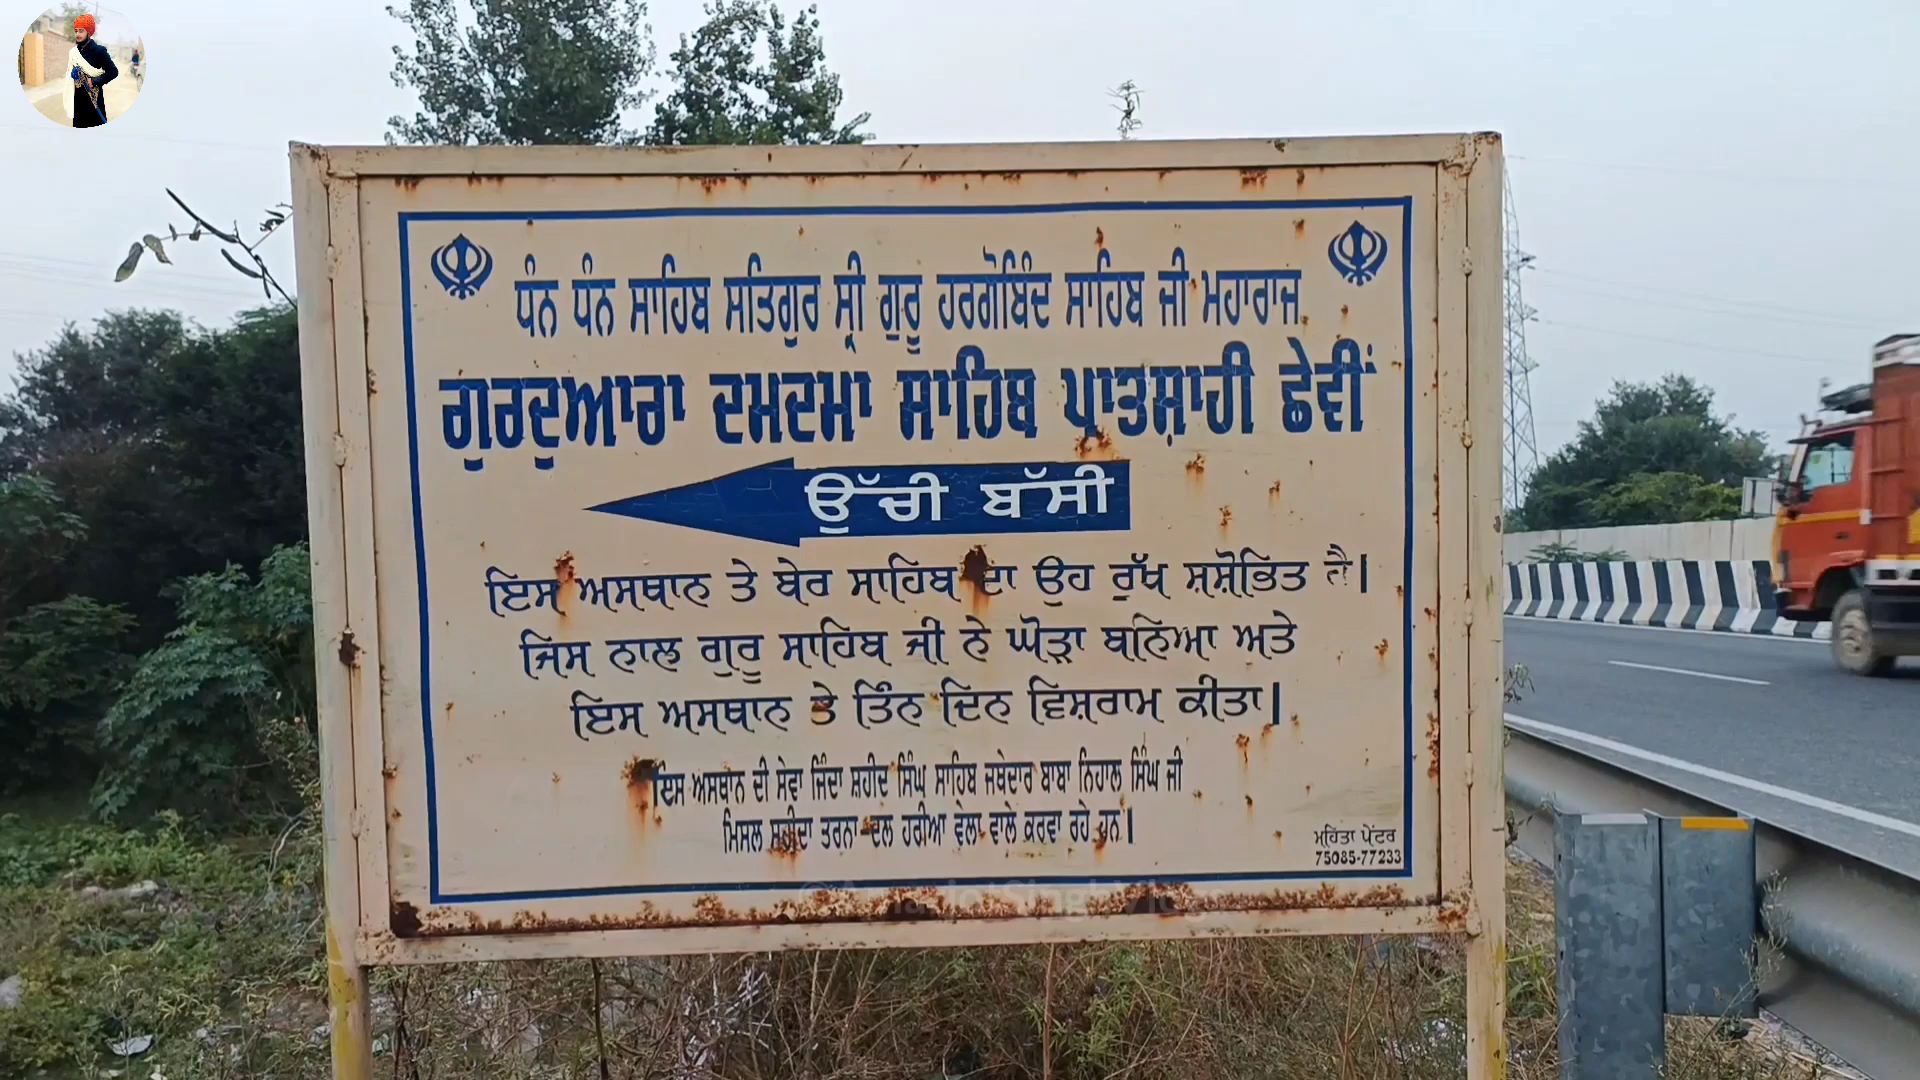 ਧੰਨ ਧੰਨ ਸਾਹਿਬ ਸਤਿਗੁਰ ਸ੍ਰੀ ਗੁਰੂ ਹਰਗੋਬਿੰਦ ਸਾਹਿਬ ਜੀ ਮਹਾਰਾਜ
ਗੁਰਦੁਆਰਾ ਦਮਦਮਾ ਸਾਹਿਬ ਪਾਤਸ਼ਾਹੀ ਛੇਵੀਂ
ਉੱਚੀ ਬੱਸੀ
ਇਸ ਅਸਥਾਨ ਤੇ ਬੇਰ ਸਾਹਿਬ ਦਾ ਉਹ ਰੁੱਖ ਸ਼ਸ਼ੋਭਿਤ ਹੈ।
ਜਿਸ ਨਾਲ ਗੁਰੂ ਸਾਹਿਬ ਜੀ ਨੇ ਘੋੜਾ ਬਨਿਆ ਅਤੇ
ਇਸ ਅਸਥਾਨ ਤੇ ਤਿੰਨ ਦਿਨ ਵਿਸ਼ਰਾਮ ਕੀਤਾ।
ਇਸ ਅਸਥਾਨ ਦੀ ਸੇਵਾ ਜਿੰਦਾ ਸ਼ਹੀਦ ਸਿੰਘ ਸਾਹਿਬ ਜਥੇਦਾਰ ਬਾਬਾ ਨਿਹਾਲ ਸਿੰਘ ਜੀ
ਮਿਸਲ ਸ਼ਹੀਦਾ ਤਰਨਾ ਦਲ ਹਰੀਆ ਵੇਲਾ ਵਾਲੇ ਕਰਵਾ ਰਹੇ ਹਨ।
ਮਹਿੰਤਾ ਪੇਂਟਰ
75085-77233